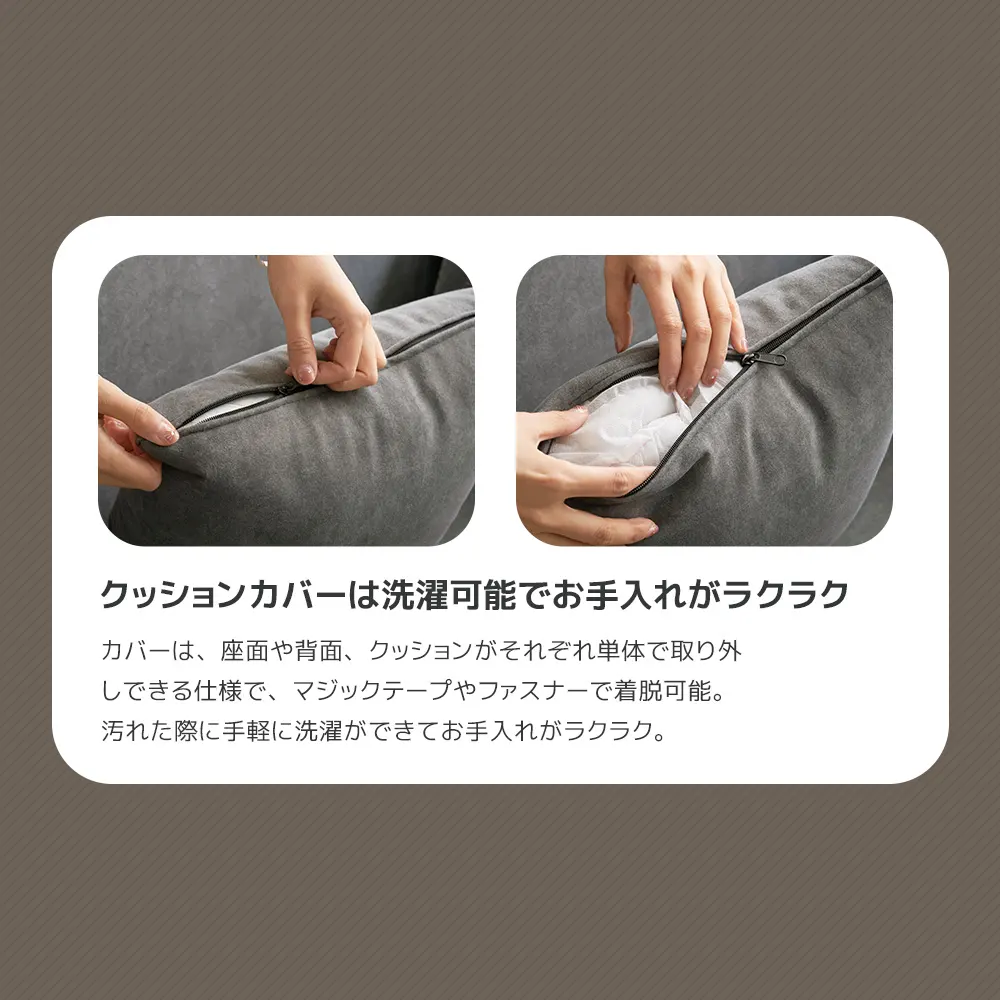 クッションカバーは洗濯可能でお手入れがラクラク
カバーは、座面や背面、クッションがそれぞれ単体で取り外
しできる仕様で、マジックテープやファスナーで着脱可能。
汚れた際に手軽に洗濯ができてお手入れがラクラク。